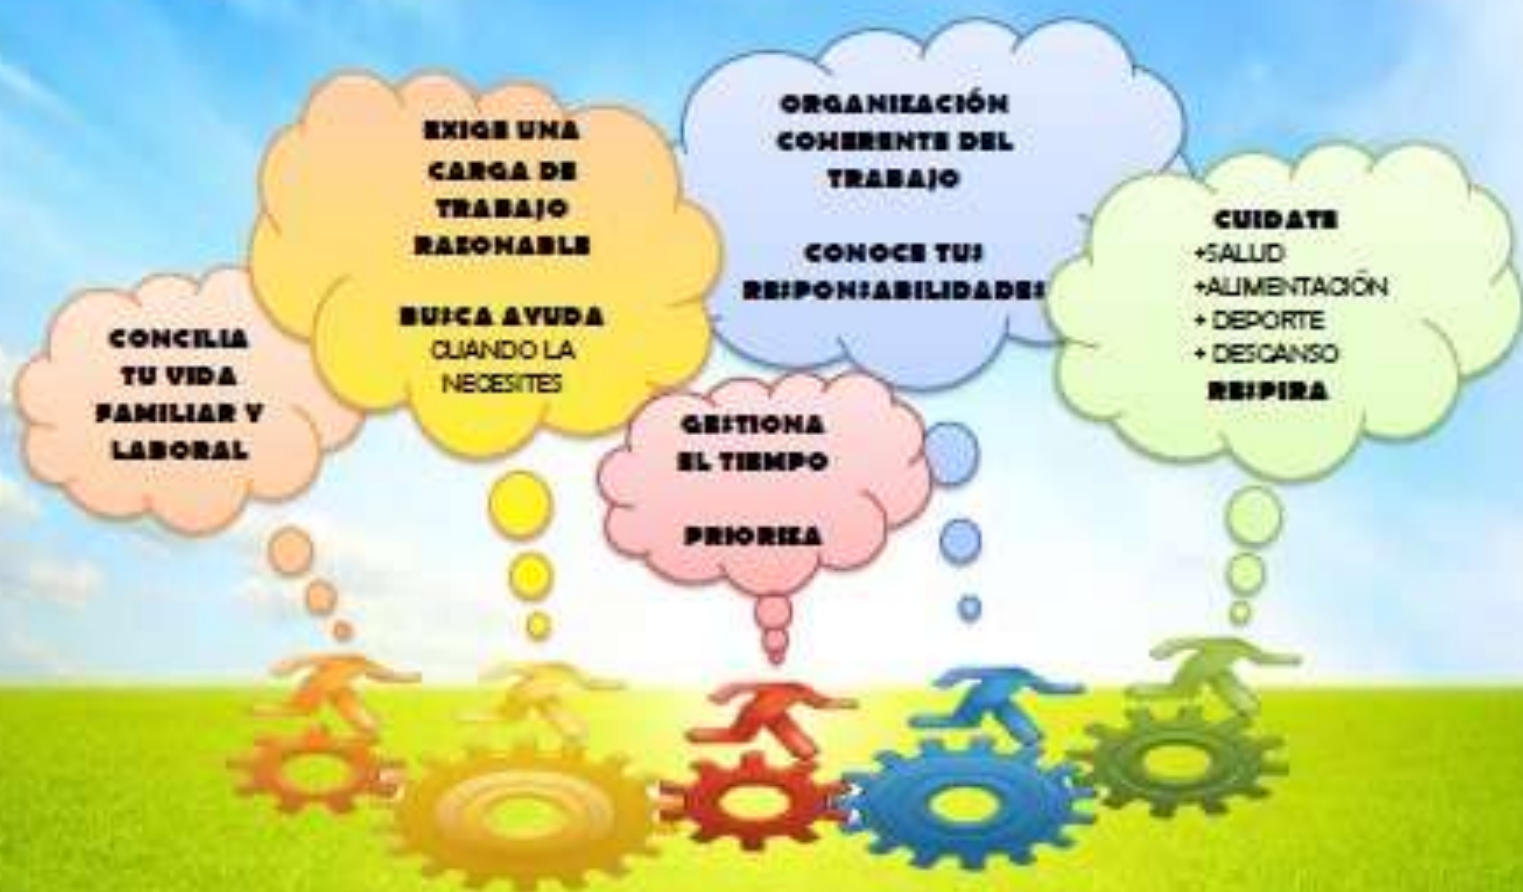 CONCILIA
TU VIDA
FAMILIAR Y
LABORAL
EXIGE UNA
CARGA DE
TRABAJO
RAZONABLE
BUSCA AYUDA
CUANDO LA
NECESITES
GESTIONA
EL TIEMPO
PRIORIZA
ORGANIZACIÓN
COHERENTE DEL
TRABAJO
CONOCE TUS
RESPONSABILIDADES
CUIDATE
+SALUD
+ALIMENTACIÓN
+ DEPORTE
+ DESCANSO
RESPIRA